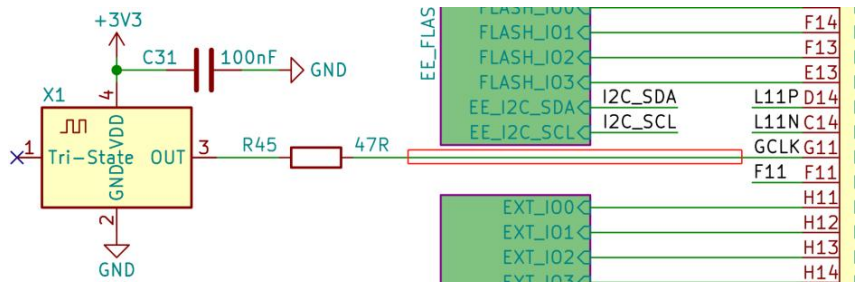 +3V3
C31 100nF
GND
X1
4
VDD
1
Tri-State OUT
3
GND
2
GND
R45 47R
EE_FLAS
FLASH_IO1
FLASH_IO2
FLASH_IO3
EE_I2C_SDA
EE_I2C_SCL
I2C_SDA
I2C_SCL
EXT_IO0
EXT_IO1
EXT_IO2
EXT_IO3
F14
F13
E13
L11P D14
L11N C14
GCLK G11
F11 F11
H11
H12
H13
H14